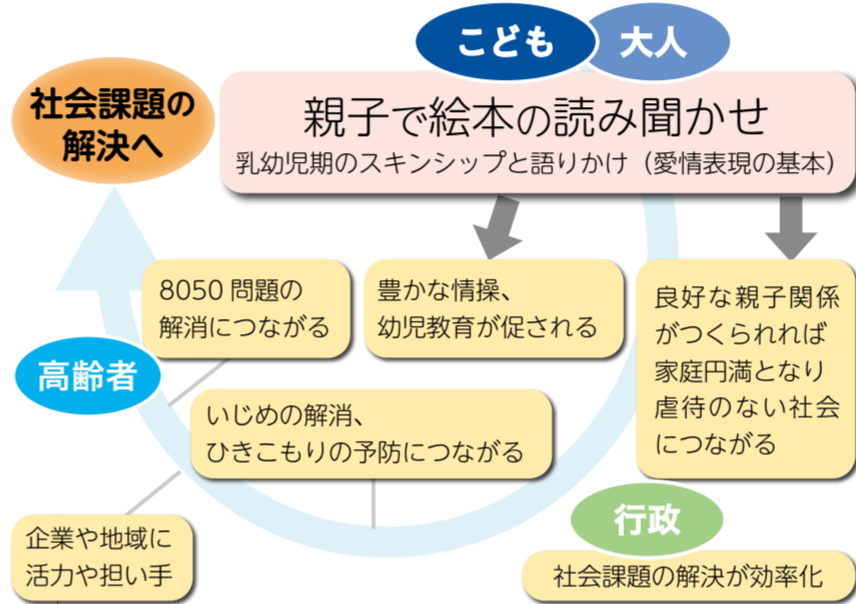 こども
大人
社会課題の
解決へ
親子で絵本の読み聞かせ
乳幼児期のスキンシップと語りかけ（愛情表現の基本）
8050 問題の
解消につながる
豊かな情操、
幼児教育が促される
良好な親子関係
がつくられれば
家庭円満となり
虐待のない社会
につながる
高齢者
いじめの解消、
ひきこもりの予防につながる
企業や地域に
活力や担い手
行政
社会課題の解決が効率化